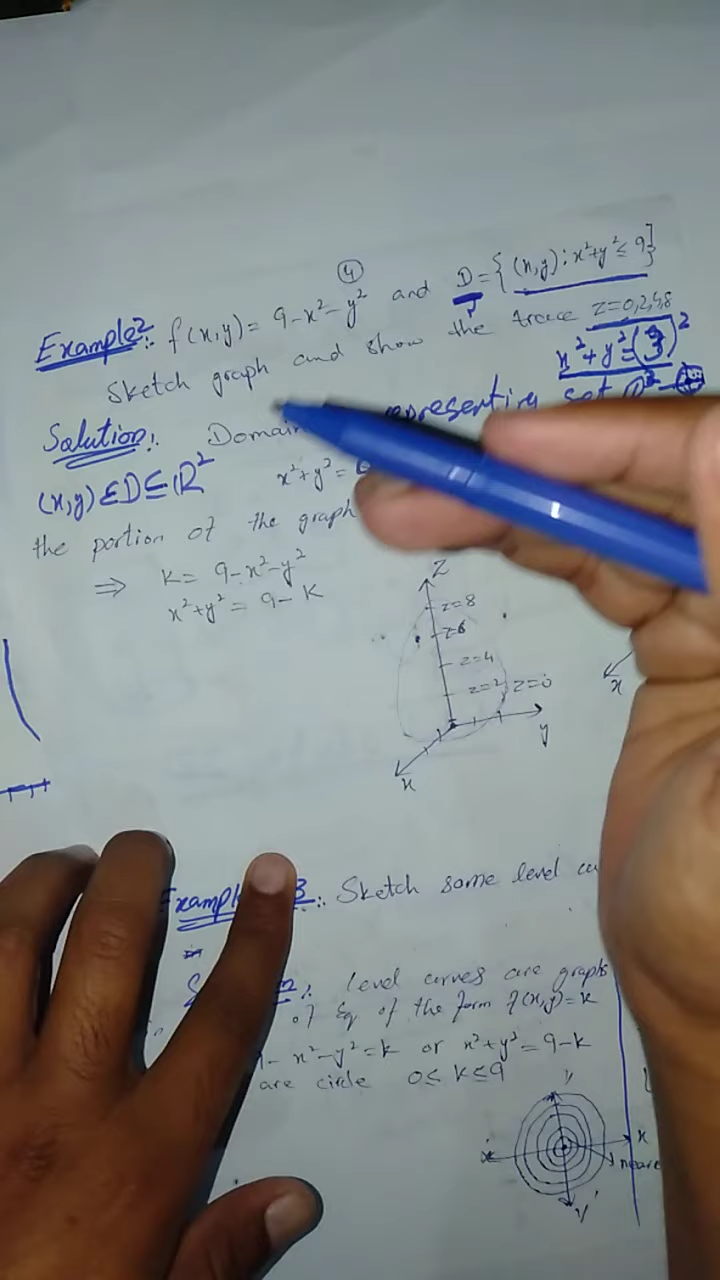 ④
Example2:. f(x,y) = 9-x²-y² and D={(x,y):x²+y²≤9}
Sketch graph and show the trace z=0,2,4,8
x²+y²=(3)²
Solution:. Domain representing set
(x,y)∈D⊆ℝ² x²+y²=
the portion of the graph
⇒ k = 9-x²-y²
x²+y² = 9-k
z
z=8
z=6
z=4
z=2 z=0
y
x
x
3:. Sketch some level
level curves are graphs
of Eq of the form f(x,y)=k
- x²-y²=k or x²+y²=9-k
are circle 0≤k≤9
y
x
y'